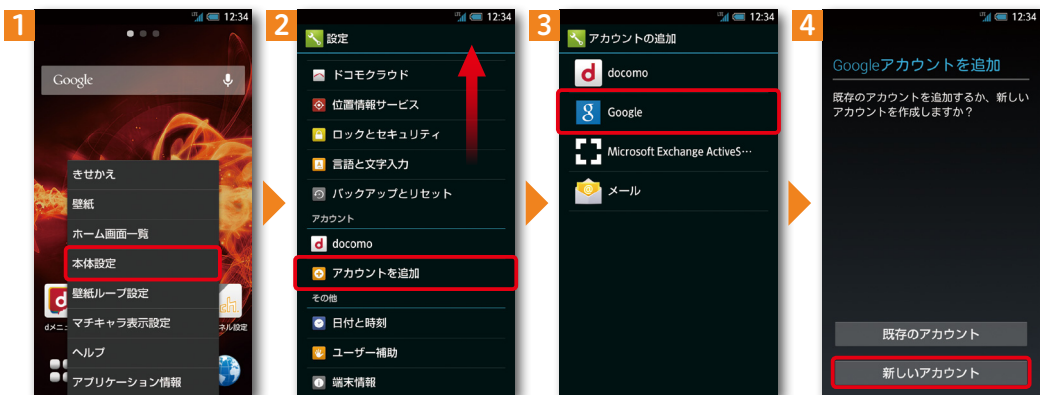 1
12:34
Google
きせかえ
壁紙
ホーム画面一覧
本体設定
壁紙ループ設定
マチキャラ表示設定
ヘルプ
アプリケーション情報
dメニュ
ネル設定
2
12:34
設定
ドコモクラウド
位置情報サービス
ロックとセキュリティ
言語と文字入力
バックアップとリセット
アカウント
docomo
アカウントを追加
その他
日付と時刻
ユーザー補助
端末情報
3
12:34
アカウントの追加
docomo
Google
Microsoft Exchange ActiveS…
メール
4
12:34
Googleアカウントを追加
既存のアカウントを追加するか、新しい
アカウントを作成しますか？
既存のアカウント
新しいアカウント